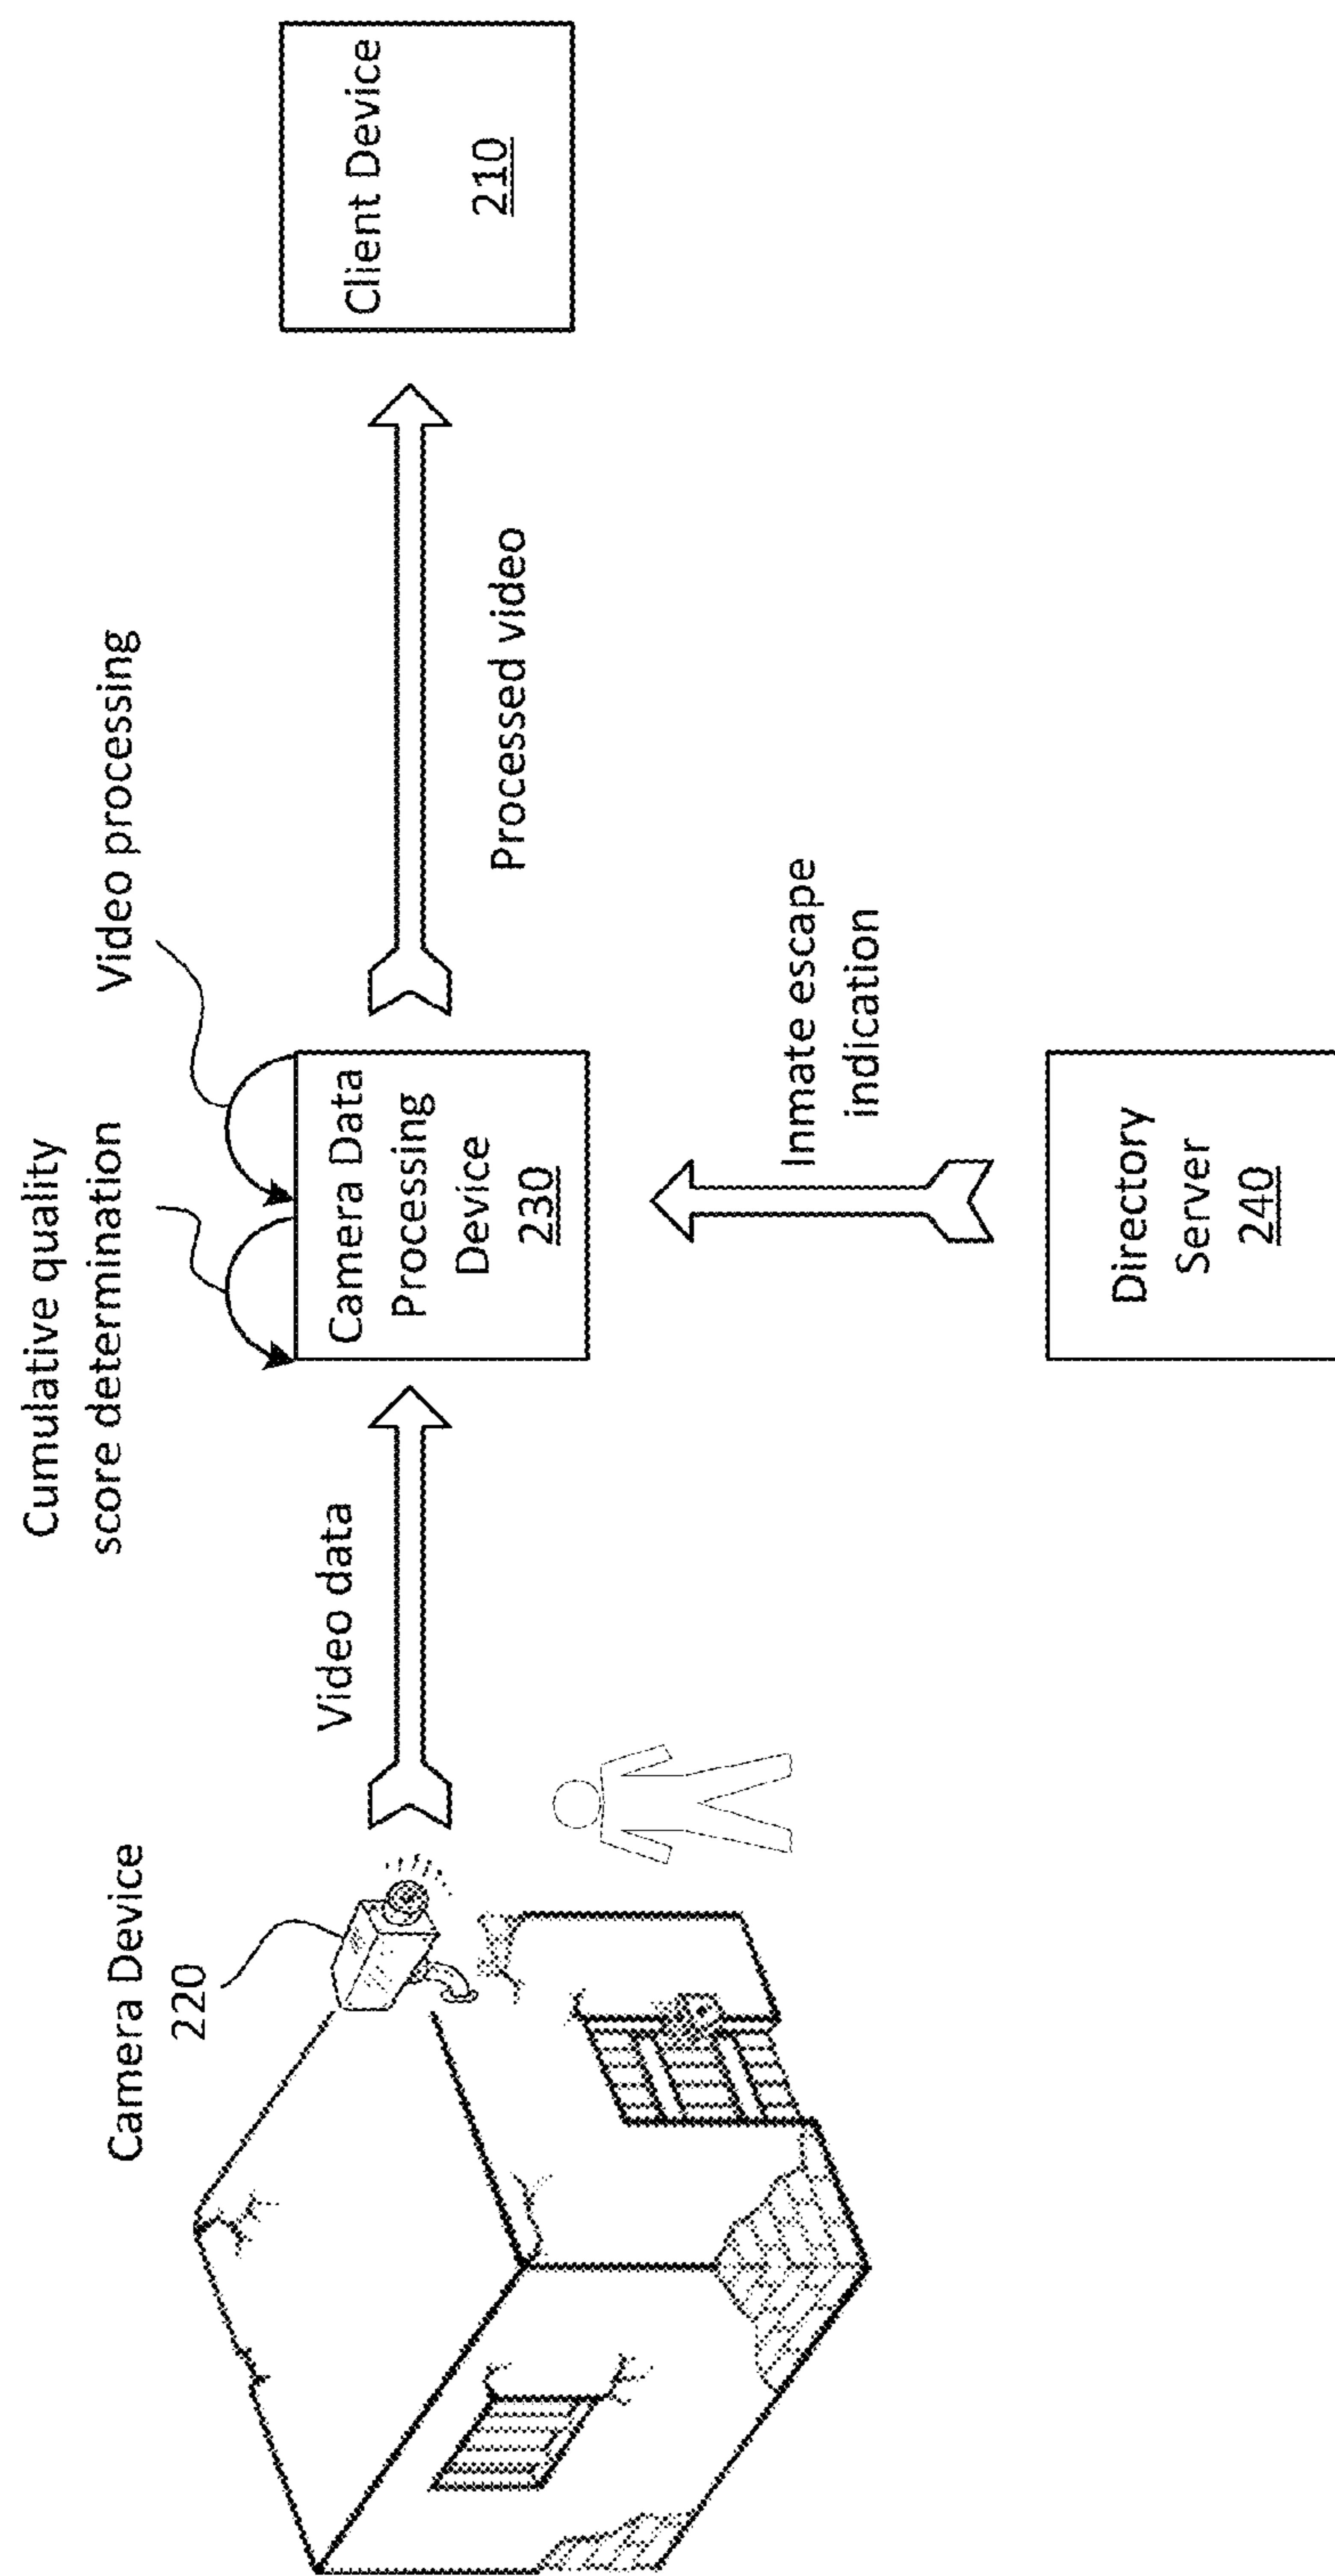 Cumulative quality
score determination
Video processing
Camera Device
220
Video data
Camera Data
Processing
Device
230
Processed video
Client Device
210
Inmate escape
indication
Directory
Server
240